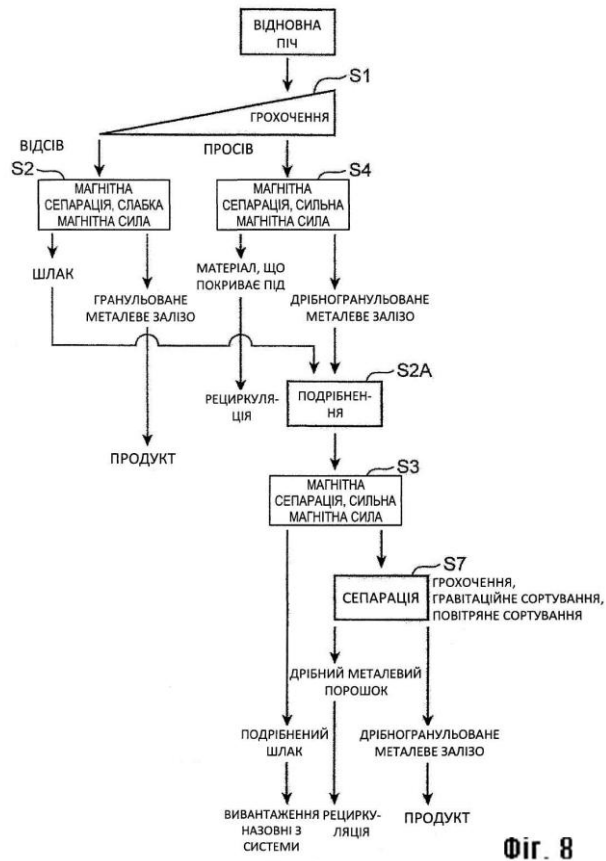 ВІДНОВНА
ПІЧ
S1
ГРОХОЧЕННЯ
ВІДСІВ
ПРОСІВ
S2
S4
МАГНІТНА
СЕПАРАЦІЯ, СЛАБКА
МАГНІТНА СИЛА
МАГНІТНА
СЕПАРАЦІЯ, СИЛЬНА
МАГНІТНА СИЛА
ШЛАК
ГРАНУЛЬОВАНЕ
МЕТАЛЕВЕ ЗАЛІЗО
МАТЕРІАЛ, ЩО
ПОКРИВАЄ ПІД
ДРІБНОГРАНУЛЬОВАНЕ
МЕТАЛЕВЕ ЗАЛІЗО
S2A
РЕЦИРКУЛЯ-
ЦІЯ
ПОДРІБНЕН-
НЯ
ПРОДУКТ
S3
МАГНІТНА
СЕПАРАЦІЯ, СИЛЬНА
МАГНІТНА СИЛА
S7
СЕПАРАЦІЯ
ГРОХОЧЕННЯ,
ГРАВІТАЦІЙНЕ СОРТУВАННЯ,
ПОВІТРЯНЕ СОРТУВАННЯ
ДРІБНИЙ МЕТАЛЕВИЙ
ПОРОШОК
ПОДРІБНЕНИЙ
ШЛАК
ДРІБНОГРАНУЛЬОВАНЕ
МЕТАЛЕВЕ ЗАЛІЗО
ВИВАНТАЖЕННЯ
НАЗОВНІ З
СИСТЕМИ
РЕЦИРКУ-
ЛЯЦІЯ
ПРОДУКТ
Фіг. 8